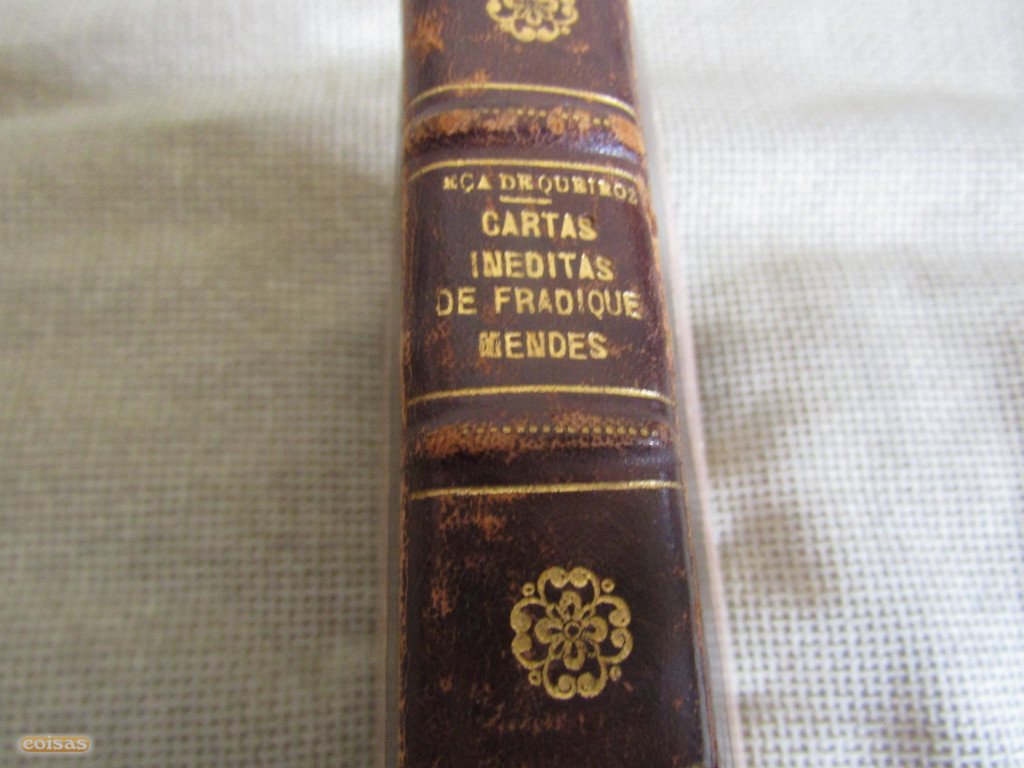 EÇA DE QUEIROZ
CARTAS
INEDITAS
DE FRADIQUE
MENDES
coisas